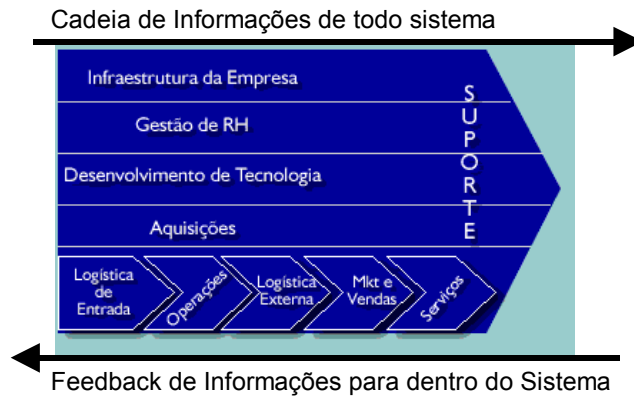 Cadeia de Informações de todo sistema
Infraestrutura da Empresa
Gestão de RH
Desenvolvimento de Tecnologia
Aquisições
SUPORTE
Logística
de
Entrada
Operações
Logística
Externa
Mkt e
Vendas
Serviços
Feedback de Informações para dentro do Sistema